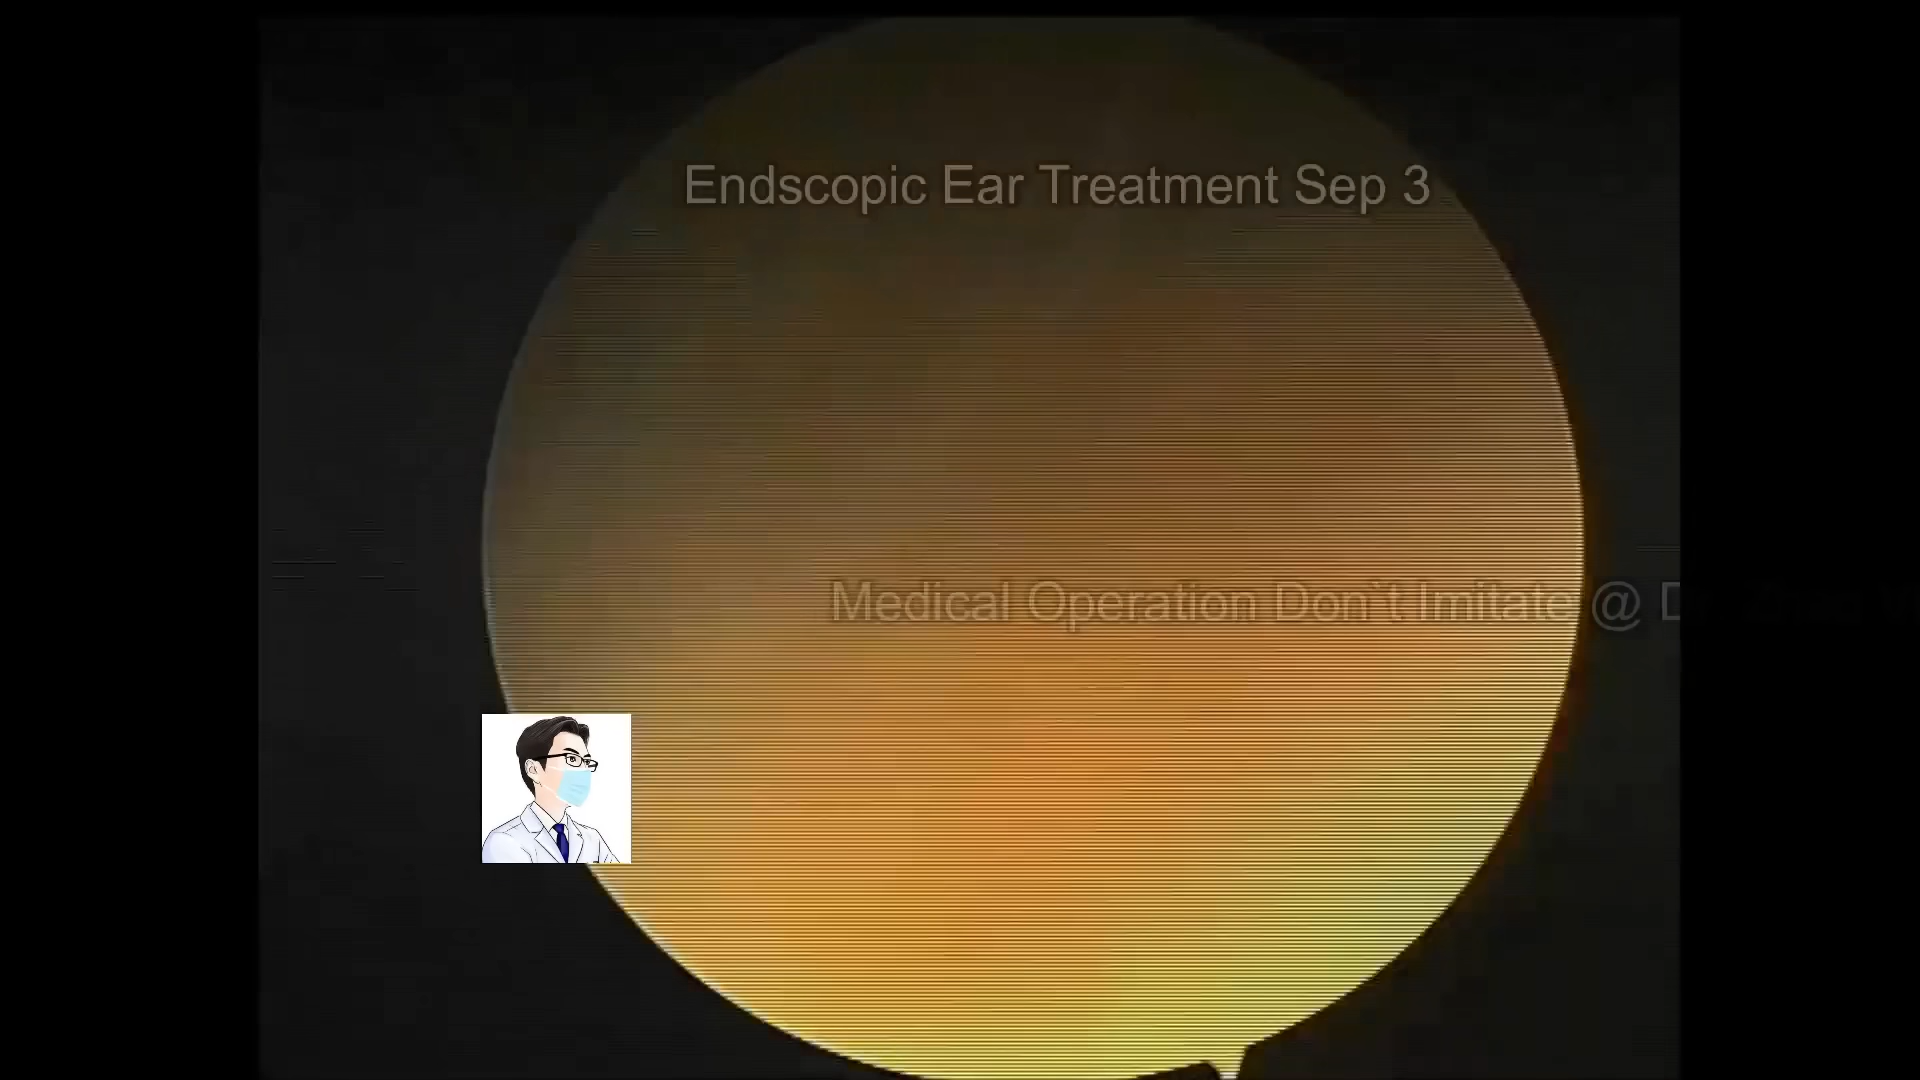 Endscopic Ear Treatment Sep 3
Medical Operation Don`t Imitate @